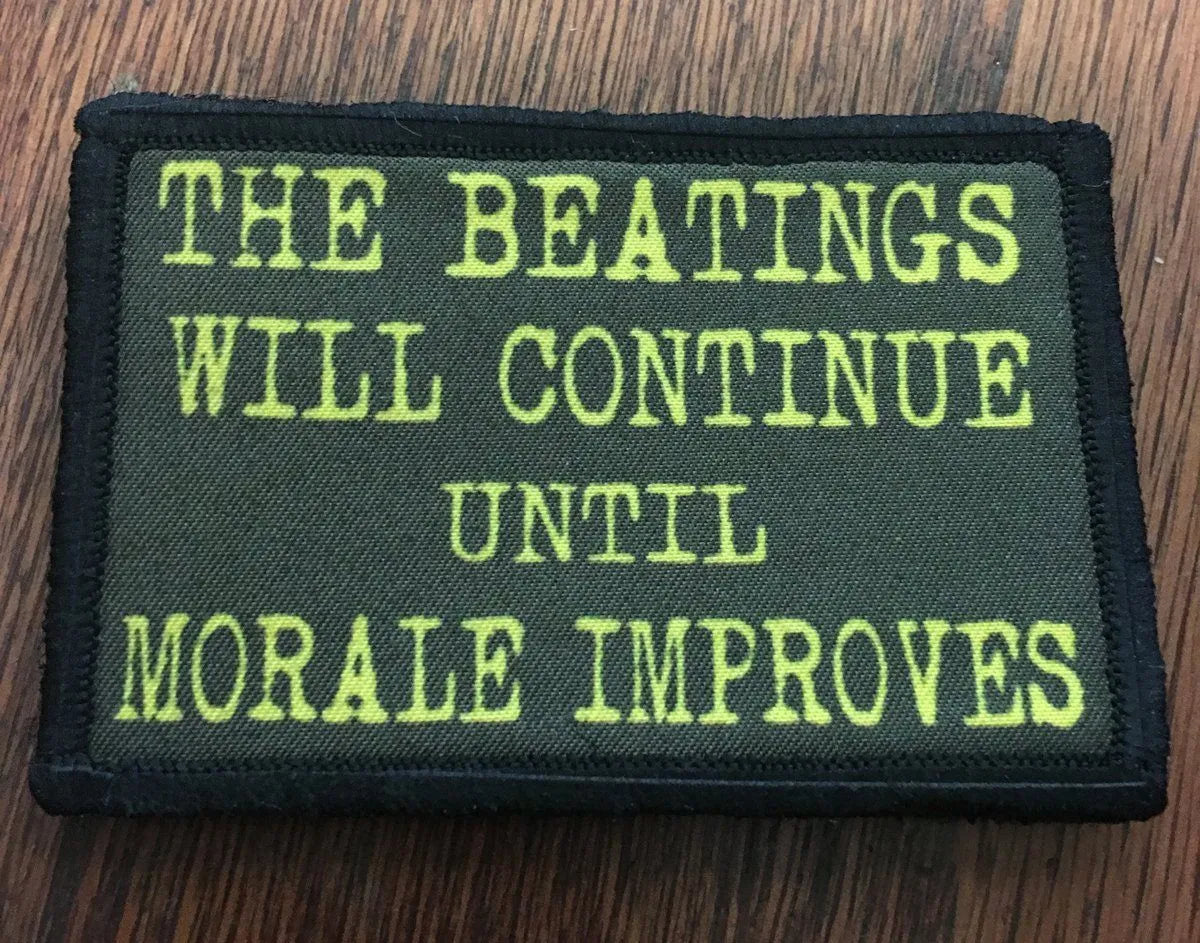 THE BEATINGS
WILL CONTINUE
UNTIL
MORALE IMPROVES